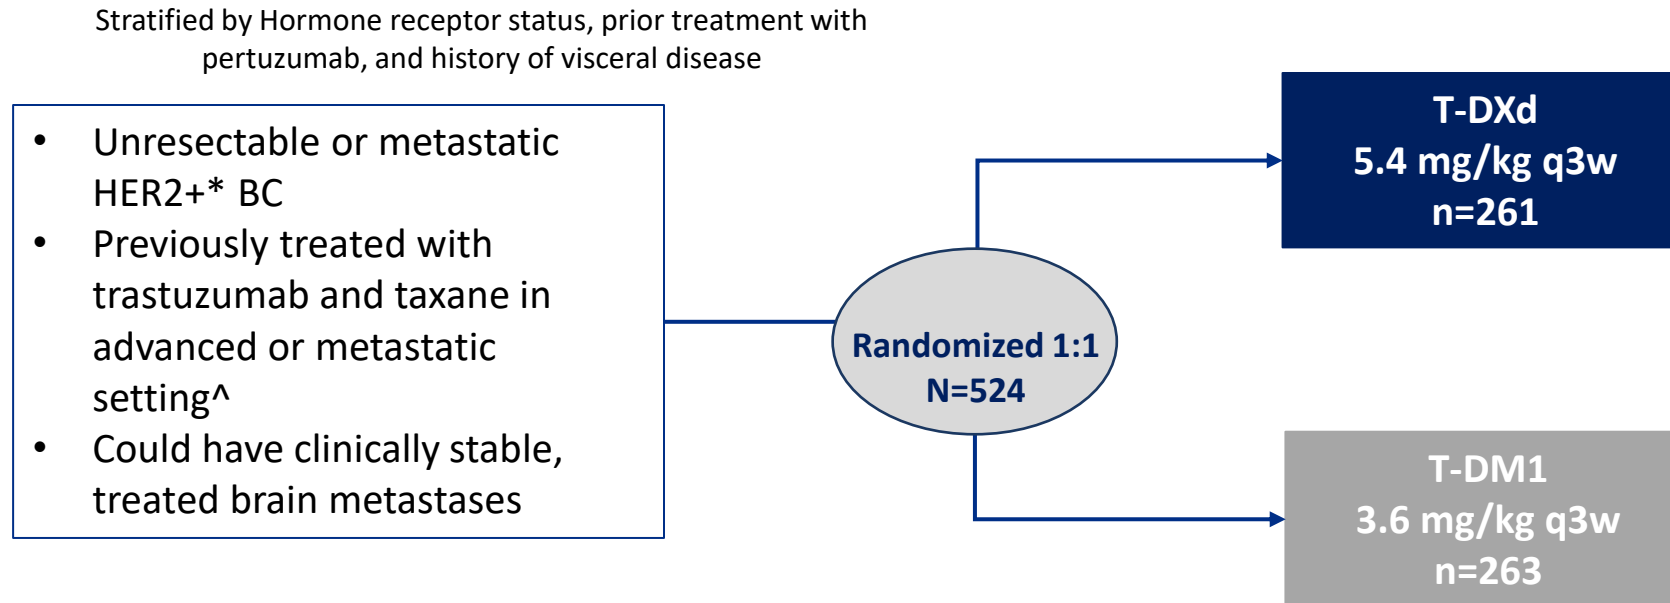 Stratified by Hormone receptor status, prior treatment with
pertuzumab, and history of visceral disease
• Unresectable or metastatic
HER2+* BC
• Previously treated with
trastuzumab and taxane in
advanced or metastatic
setting^
• Could have clinically stable,
treated brain metastases
Randomized 1:1
N=524
T-DXd
5.4 mg/kg q3w
n=261
T-DM1
3.6 mg/kg q3w
n=263